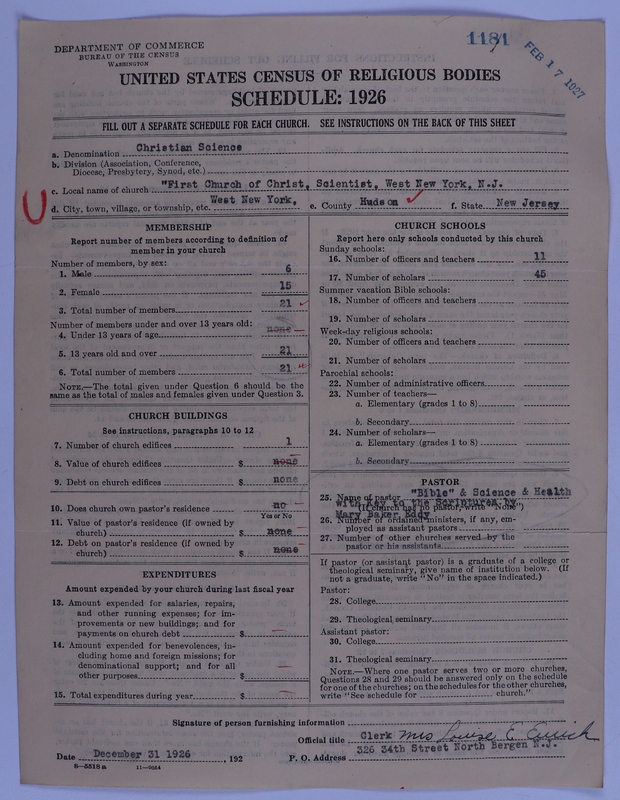 DEPARTMENT OF COMMERCE
BUREAU OF THE CENSUS
WASHINGTON
1181
FEB 17 1927
UNITED STATES CENSUS OF RELIGIOUS BODIES
SCHEDULE: 1926
FILL OUT A SEPARATE SCHEDULE FOR EACH CHURCH. SEE INSTRUCTIONS ON THE BACK OF THIS SHEET
a. Denomination Christian Science
b. Division (Association, Conference,
Diocese, Presbytery, Synod, etc.)
c. Local name of church "First Church of Christ, Scientist, West New York, N.J.
d. City, town, village, or township, etc. West New York, e. County Hudson f. State New Jersey
MEMBERSHIP
Report number of members according to definition of
member in your church
Number of members, by sex:
1. Male 6
2. Female 15
3. Total number of members 21
Number of members under and over 13 years old:
4. Under 13 years of age none
5. 13 years old and over 21
6. Total number of members 21
NOTE.—The total given under Question 6 should be the
same as the total of males and females given under Question 3.
CHURCH BUILDINGS
See instructions, paragraphs 10 to 12
7. Number of church edifices 1
8. Value of church edifices $ none
9. Debt on church edifices $ none
10. Does church own pastor's residence? no
Yes or No
11. Value of pastor's residence (if owned by
church) $ none
12. Debt on pastor's residence (if owned by
church) $ none
EXPENDITURES
Amount expended by your church during last fiscal year
13. Amount expended for salaries, repairs,
and other running expenses; for im-
provements or new buildings; and for
payments on church debt $
14. Amount expended for benevolences, in-
cluding home and foreign missions; for
denominational support; and for all
other purposes $
15. Total expenditures during year $
CHURCH SCHOOLS
Report here only schools conducted by this church
Sunday schools:
16. Number of officers and teachers 11
17. Number of scholars 45
Summer vacation Bible schools:
18. Number of officers and teachers
19. Number of scholars
Week-day religious schools:
20. Number of officers and teachers
21. Number of scholars
Parochial schools:
22. Number of administrative officers
23. Number of teachers—
a. Elementary (grades 1 to 8)
b. Secondary
24. Number of scholars—
a. Elementary (grades 1 to 8)
b. Secondary
PASTOR
25. Name of pastor "Bible" & Science & Health
with Key to the Scriptures by
(If church has no pastor, write "None")
Mary Baker Eddy
26. Number of ordained ministers, if any, em-
ployed as assistant pastors
27. Number of other churches served by the
pastor or his assistants
If pastor (or assistant pastor) is a graduate of a college or
theological seminary, give name of institution below. (If
not a graduate, write "No" in the space indicated.)
Pastor:
28. College
29. Theological seminary
Assistant pastor:
30. College
31. Theological seminary
NOTE.—Where one pastor serves two or more churches,
Questions 28 and 29 should be answered only on the schedule
for one of the churches; on the schedules for the other churches,
write "See schedule for church."
Signature of person furnishing information
Official title Clerk Mrs Louise E.
Date December 31 1926, 192 P. O. Address 326 34th Street North Bergen N.J.
8—5518 a 11—9054